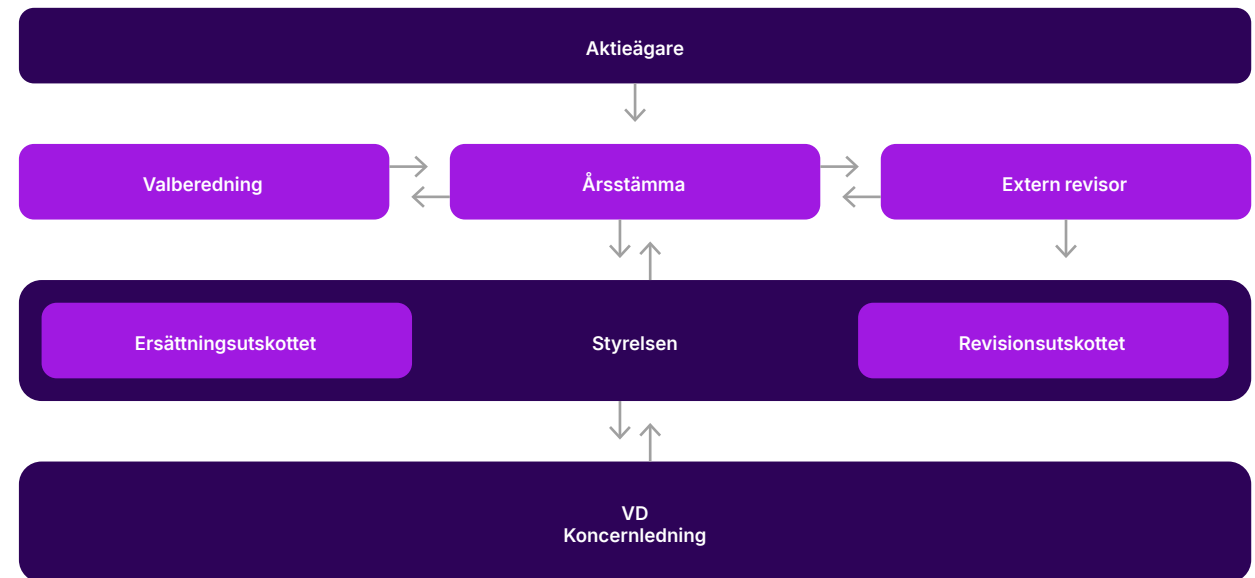 Aktieägare
Valberedning
Årsstämma
Extern revisor
Ersättningsutskottet
Styrelsen
Revisionsutskottet
VD
Koncernledning